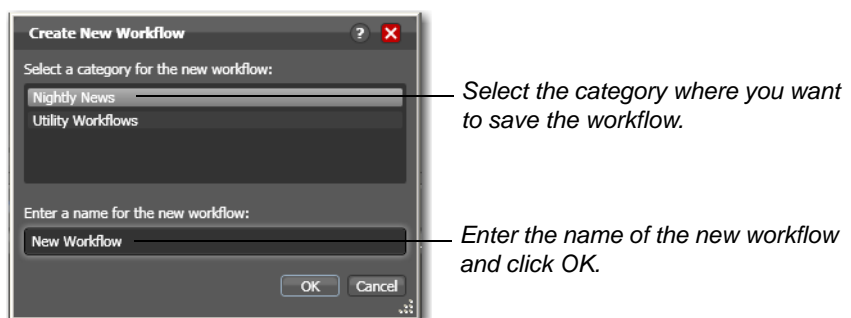 Create New Workflow ?
Select a category for the new workflow:
Nightly News
Utility Workflows
Select the category where you want
to save the workflow.
Enter a name for the new workflow:
New Workflow
Enter the name of the new workflow
and click OK.
OK Cancel